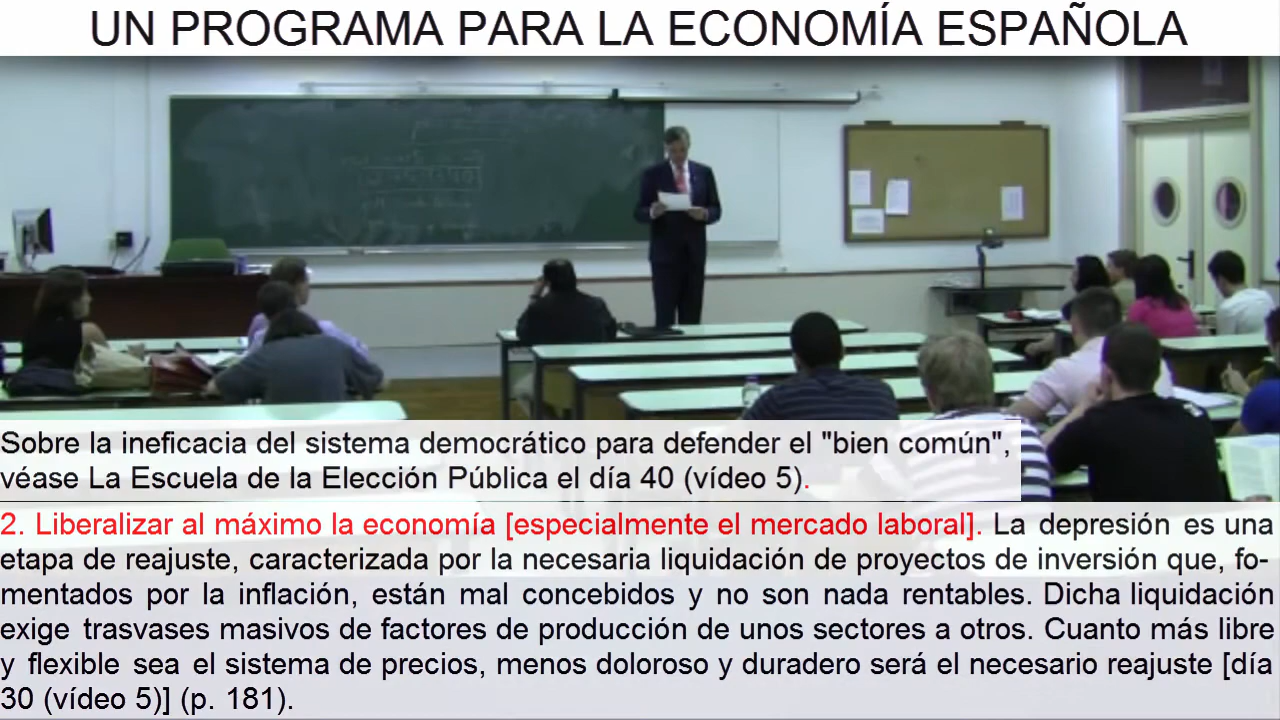 UN PROGRAMA PARA LA ECONOMÍA ESPAÑOLA
Sobre la ineficacia del sistema democrático para defender el "bien común",
véase La Escuela de la Elección Pública el día 40 (vídeo 5).
2. Liberalizar al máximo la economía [especialmente el mercado laboral]. La depresión es una
etapa de reajuste, caracterizada por la necesaria liquidación de proyectos de inversión que, fo-
mentados por la inflación, están mal concebidos y no son nada rentables. Dicha liquidación
exige trasvases masivos de factores de producción de unos sectores a otros. Cuanto más libre
y flexible sea el sistema de precios, menos doloroso y duradero será el necesario reajuste [día
30 (vídeo 5)] (p. 181).